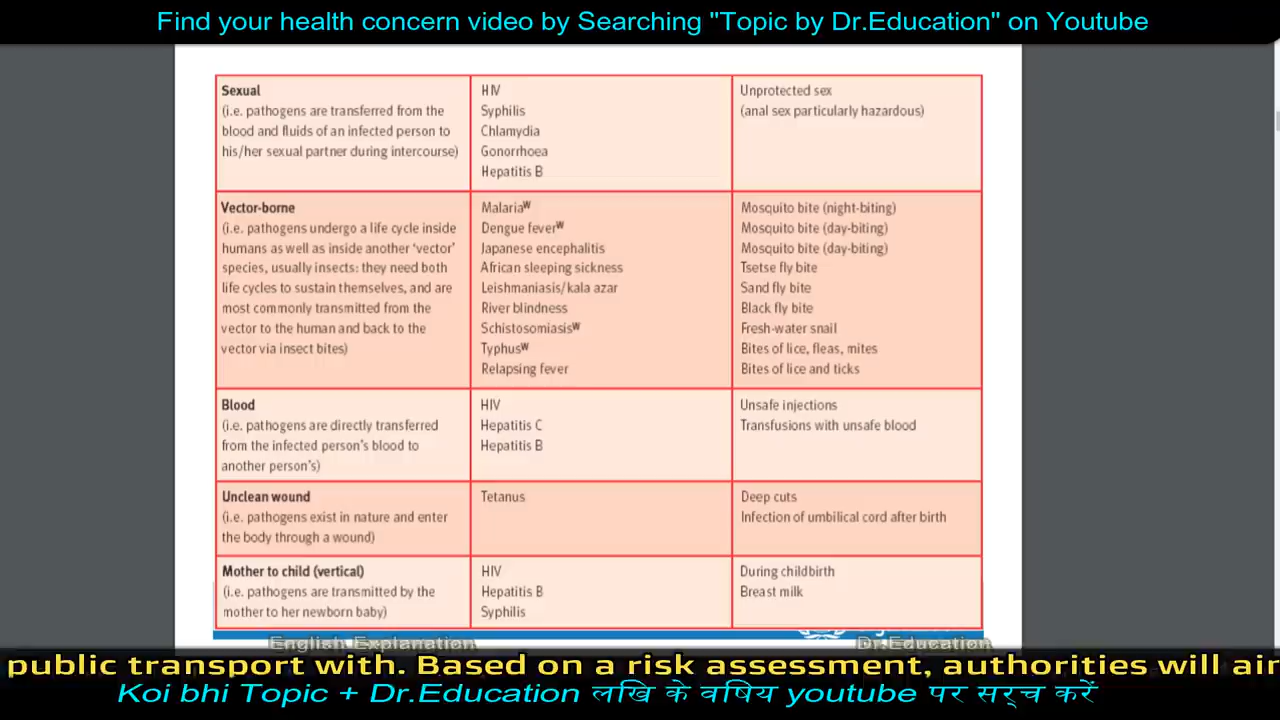 Find your health concern video by Searching "Topic by Dr.Education" on Youtube
Sexual
(i.e. pathogens are transferred from the
blood and fluids of an infected person to
his/her sexual partner during intercourse)
HIV
Syphilis
Chlamydia
Gonorrhoea
Hepatitis B
Unprotected sex
(anal sex particularly hazardous)
Vector-borne
(i.e. pathogens undergo a life cycle inside
humans as well as inside another ‘vector’
species, usually insects: they need both
life cycles to sustain themselves, and are
most commonly transmitted from the
vector to the human and back to the
vector via insect bites)
Malariaᵂ
Dengue feverᵂ
Japanese encephalitis
African sleeping sickness
Leishmaniasis/kala azar
River blindness
Schistosomiasisᵂ
Typhusᵂ
Relapsing fever
Mosquito bite (night-biting)
Mosquito bite (day-biting)
Mosquito bite (day-biting)
Tsetse fly bite
Sand fly bite
Black fly bite
Fresh-water snail
Bites of lice, fleas, mites
Bites of lice and ticks
Blood
(i.e. pathogens are directly transferred
from the infected person’s blood to
another person’s)
HIV
Hepatitis C
Hepatitis B
Unsafe injections
Transfusions with unsafe blood
Unclean wound
(i.e. pathogens exist in nature and enter
the body through a wound)
Tetanus
Deep cuts
Infection of umbilical cord after birth
Mother to child (vertical)
(i.e. pathogens are transmitted by the
mother to her newborn baby)
HIV
Hepatitis B
Syphilis
During childbirth
Breast milk
English Explanation
Dr.Education
public transport with. Based on a risk assessment, authorities will
Koi bhi Topic + Dr.Education लखि के वषिय youtube पर सर्च करें